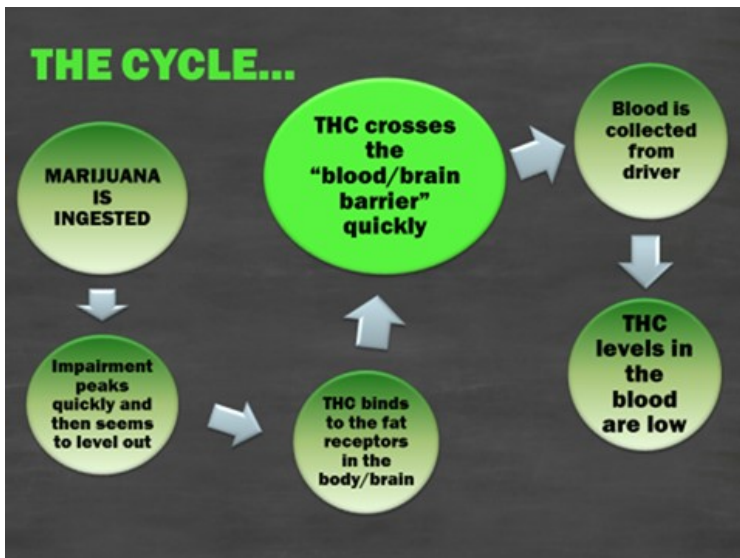 THE CYCLE...
MARIJUANA
IS
INGESTED
Impairment
peaks
quickly and
then seems
to level out
THC binds
to the fat
receptors
in the
body/brain
THC crosses
the
“blood/brain
barrier”
quickly
Blood is
collected
from
driver
THC
levels in
the
blood
are low